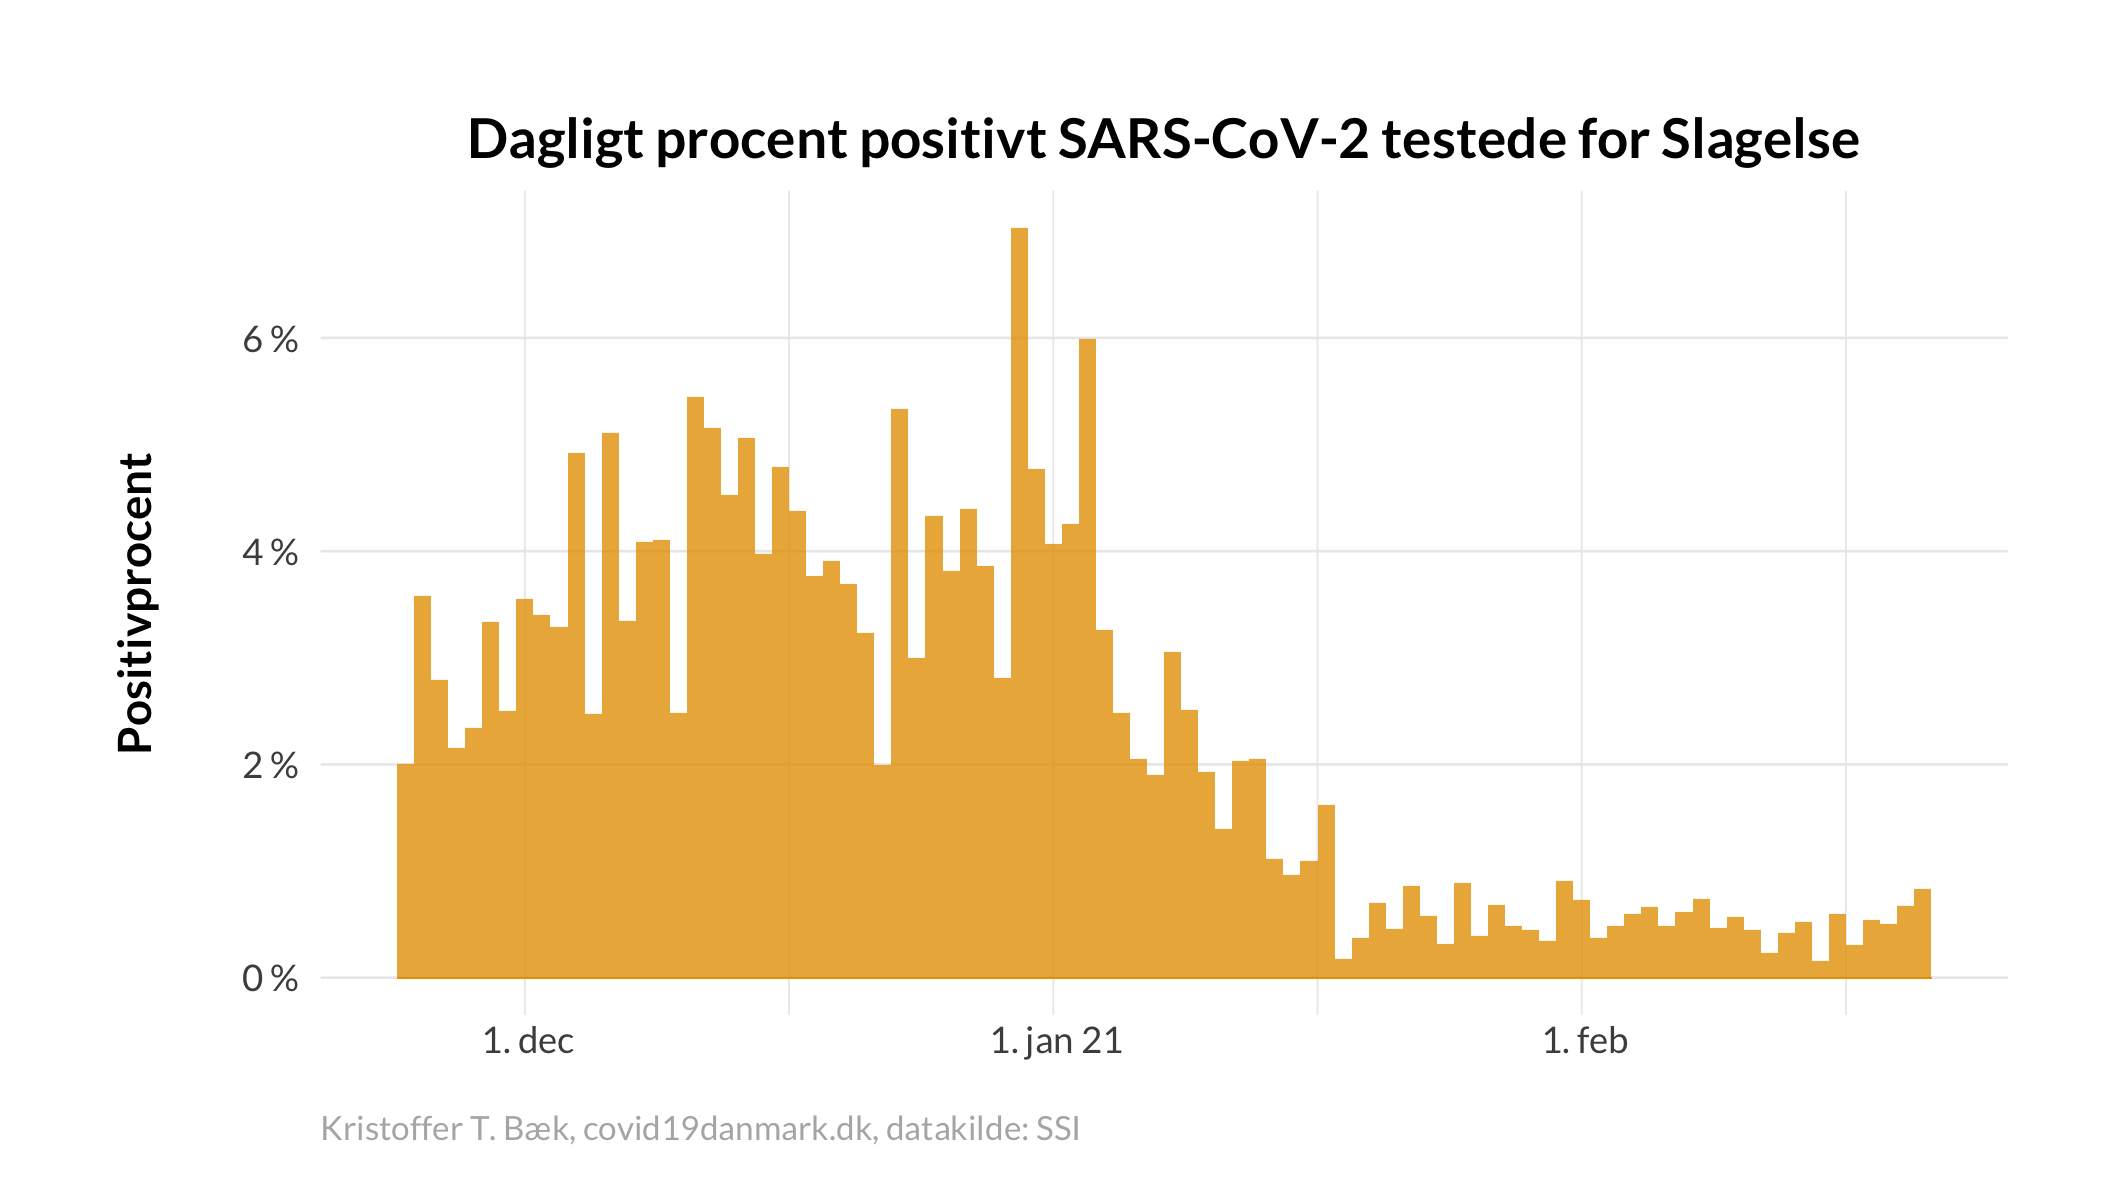 Dagligt procent positivt SARS-CoV-2 testede for Slagelse
Positivprocent
6 %
4 %
2 %
0 %
1. dec
1. jan 21
1. feb
Kristoffer T. Bæk, covid19danmark.dk, datakilde: SSI